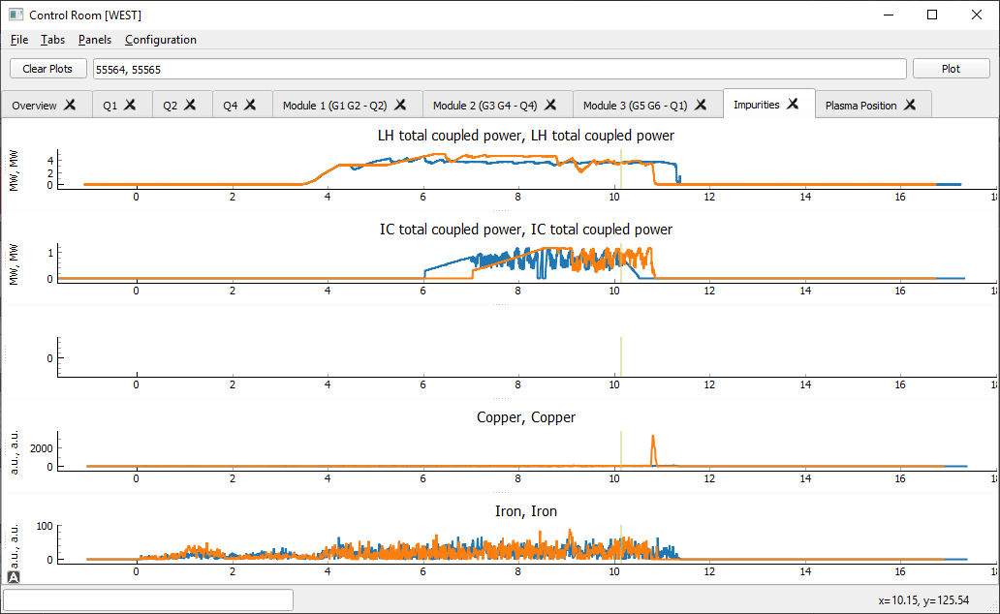 Control Room [WEST]
File Tabs Panels Configuration
Clear Plots 55564, 55565 Plot
Overview Q1 Q2 Q4 Module 1 (G1 G2 - Q2) Module 2 (G3 G4 - Q4) Module 3 (G5 G6 - Q1) Impurities Plasma Position
LH total coupled power, LH total coupled power
MW, MW
4
2
0
0 2 4 6 8 10 12 14 16 18
IC total coupled power, IC total coupled power
MW, MW
1
0
0 2 4 6 8 10 12 14 16 18
0
0 2 4 6 8 10 12 14 16 18
Copper, Copper
a.u., a.u.
2000
0
0 2 4 6 8 10 12 14 16 18
Iron, Iron
a.u., a.u.
100
0
0 2 4 6 8 10 12 14 16 18
A
x=10.15, y=125.54